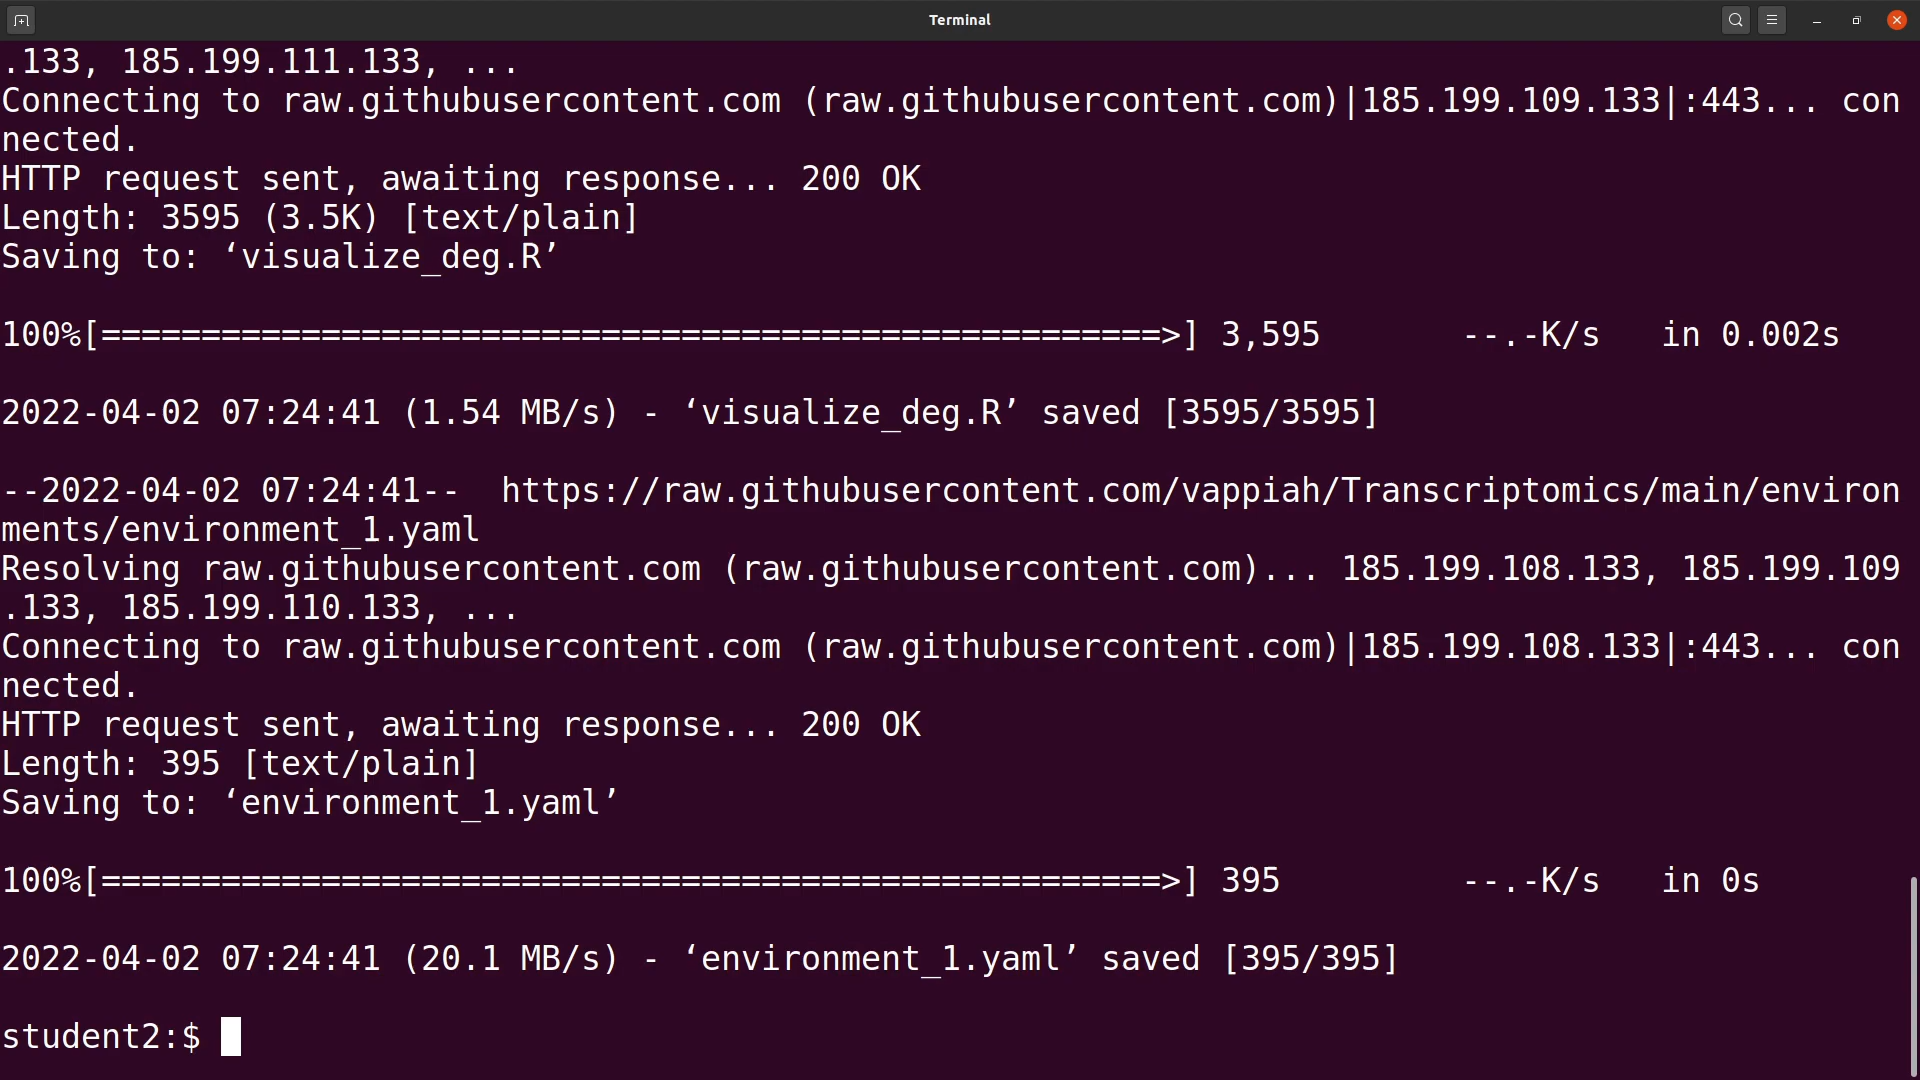 Terminal
.133, 185.199.111.133, ...
Connecting to raw.githubusercontent.com (raw.githubusercontent.com)|185.199.109.133|:443... con
nected.
HTTP request sent, awaiting response... 200 OK
Length: 3595 (3.5K) [text/plain]
Saving to: ‘visualize_deg.R’
100%[=====================================================>] 3,595       --.-K/s   in 0.002s
2022-04-02 07:24:41 (1.54 MB/s) - ‘visualize_deg.R’ saved [3595/3595]
--2022-04-02 07:24:41--  https://raw.githubusercontent.com/vappiah/Transcriptomics/main/environ
ments/environment_1.yaml
Resolving raw.githubusercontent.com (raw.githubusercontent.com)... 185.199.108.133, 185.199.109
.133, 185.199.110.133, ...
Connecting to raw.githubusercontent.com (raw.githubusercontent.com)|185.199.108.133|:443... con
nected.
HTTP request sent, awaiting response... 200 OK
Length: 395 [text/plain]
Saving to: ‘environment_1.yaml’
100%[=====================================================>] 395         --.-K/s   in 0s
2022-04-02 07:24:41 (20.1 MB/s) - ‘environment_1.yaml’ saved [395/395]
student2:$